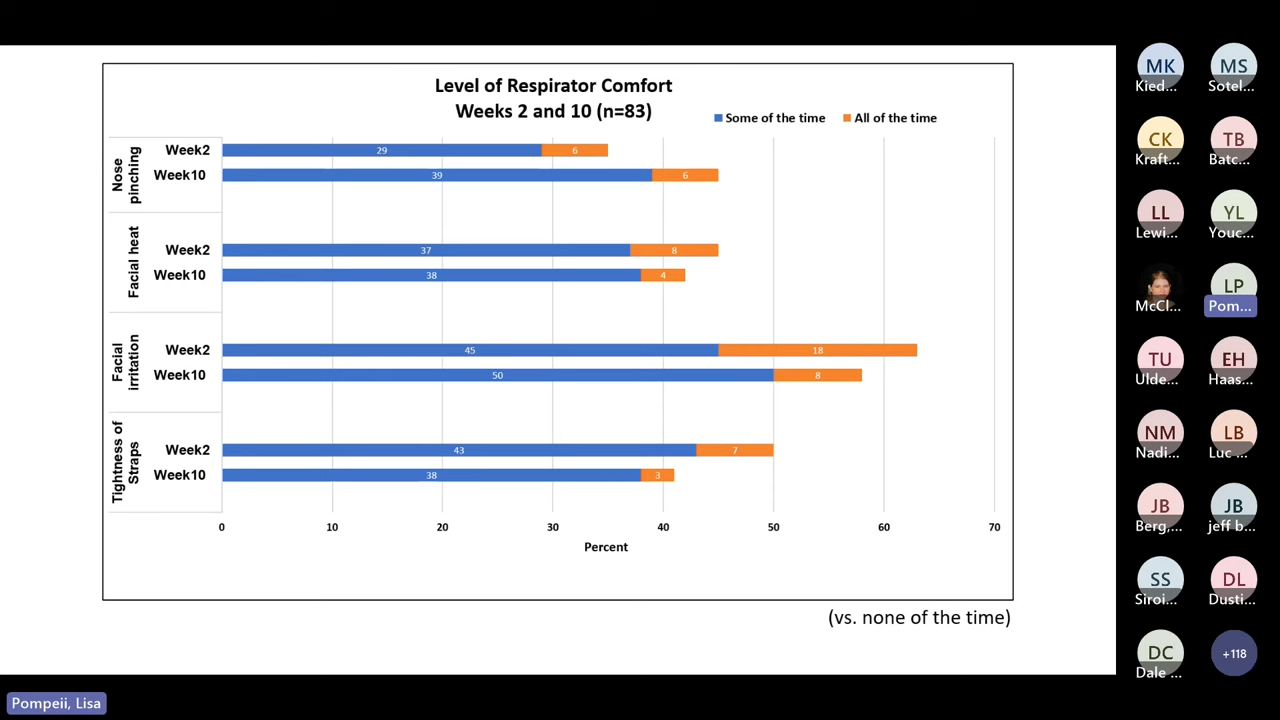 Level of Respirator Comfort
Weeks 2 and 10 (n=83)
Some of the time
All of the time
Nose
pinching
Week2
29
6
Week10
39
6
Facial heat
Week2
37
8
Week10
38
4
Facial
irritation
Week2
45
18
Week10
50
8
Tightness of
Straps
Week2
43
7
Week10
38
3
0 10 20 30 40 50 60 70
Percent
(vs. none of the time)
Pompeii, Lisa
MK
Kied...
MS
Sotel...
CK
Kraft...
TB
Batc...
LL
Lewi...
YL
Youc...
McCl...
LP
Pom...
TU
Ulde...
EH
Haas...
NM
Nadi...
LB
Luc ...
JB
Berg,...
JB
jeff b...
SS
Siroi...
DL
Dusti...
DC
Dale ...
+118